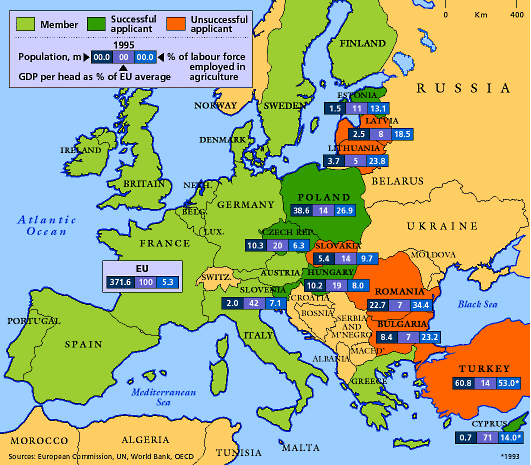 Member
Successful applicant
Unsuccessful applicant
1995
Population, m 00.0 00 00.0 % of labour force employed in agriculture
GDP per head as % of EU average
0 Km 400
FINLAND
NORWAY
SWEDEN
RUSSIA
ESTONIA
1.5 11 13.1
LATVIA
2.5 8 18.5
LITHUANIA
3.7 5 23.8
DENMARK
IRELAND
BRITAIN
NETH.
BELG.
LUX.
GERMANY
POLAND
38.6 14 26.9
BELARUS
UKRAINE
Atlantic
Ocean
FRANCE
CZECH REP.
10.3 20 6.3
SLOVAKIA
5.4 14 9.7
MOLDOVA
EU
371.6 100 5.3
SWITZ.
AUSTRIA
HUNGARY
10.2 19 8.0
SLOVENIA
2.0 42 7.1
CROATIA
ROMANIA
22.7 7 34.4
BOSNIA
SERBIA
AND
M'NEGRO
BULGARIA
8.4 7 23.2
Black Sea
PORTUGAL
SPAIN
ITALY
ALBANIA
MACED.
GREECE
TURKEY
60.8 14 53.0*
Mediterranean
Sea
CYPRUS
0.7 71 14.0*
MOROCCO
ALGERIA
TUNISIA
MALTA
Sources: European Commission, UN, World Bank, OECD
*1993